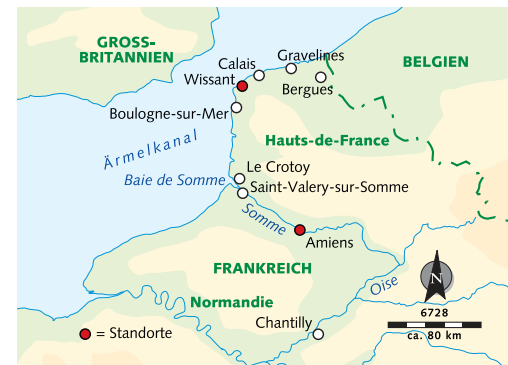 GROSS-
BRITANNIEN
Gravelines
Calais
BELGIEN
Wissant
Bergues
Boulogne-sur-Mer
Ärmelkanal
Hauts-de-France
Le Crotoy
Baie de Somme
Saint-Valery-sur-Somme
Somme
Amiens
FRANKREICH
N
Oise
Normandie
6728
Chantilly
ca. 80 km
= Standorte